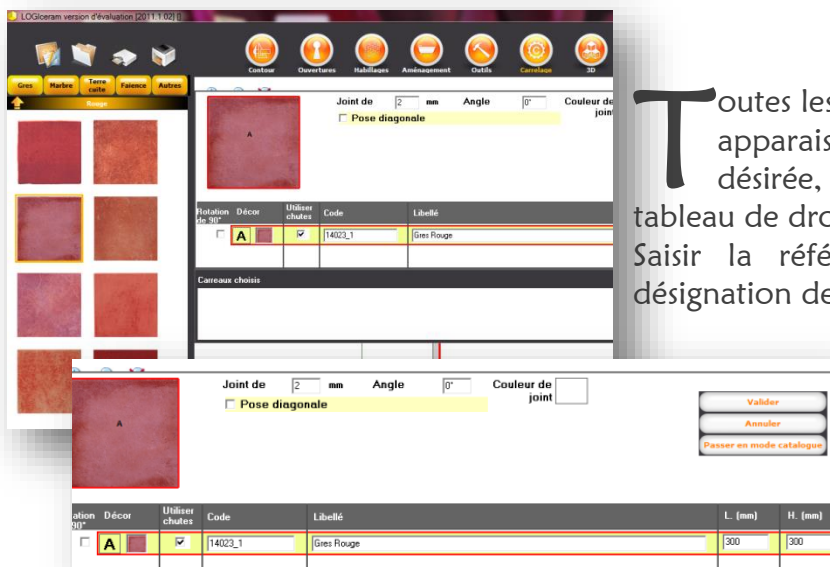 LOGIceram version d'évaluation [2011.1.02] []
Contour Ouvertures Habillages Aménagement Outils Carrelage 3D
Gres Marbre Terre cuite Faïence Autres
Rouge
Joint de 2 mm Angle 0° Couleur de joint
Pose diagonale
A
Rotation de 90° Décor Utiliser chutes Code Libellé
A 14023_1 Gres Rouge
Carreaux choisis
Toutes les
apparais
désirée,
tableau de dro
Saisir la réfé
désignation de
Joint de 2 mm Angle 0° Couleur de joint
Pose diagonale
A
Valider
Annuler
Passer en mode catalogue
ation 90° Décor Utiliser chutes Code Libellé L. (mm) H. (mm)
A 14023_1 Gres Rouge 300 300